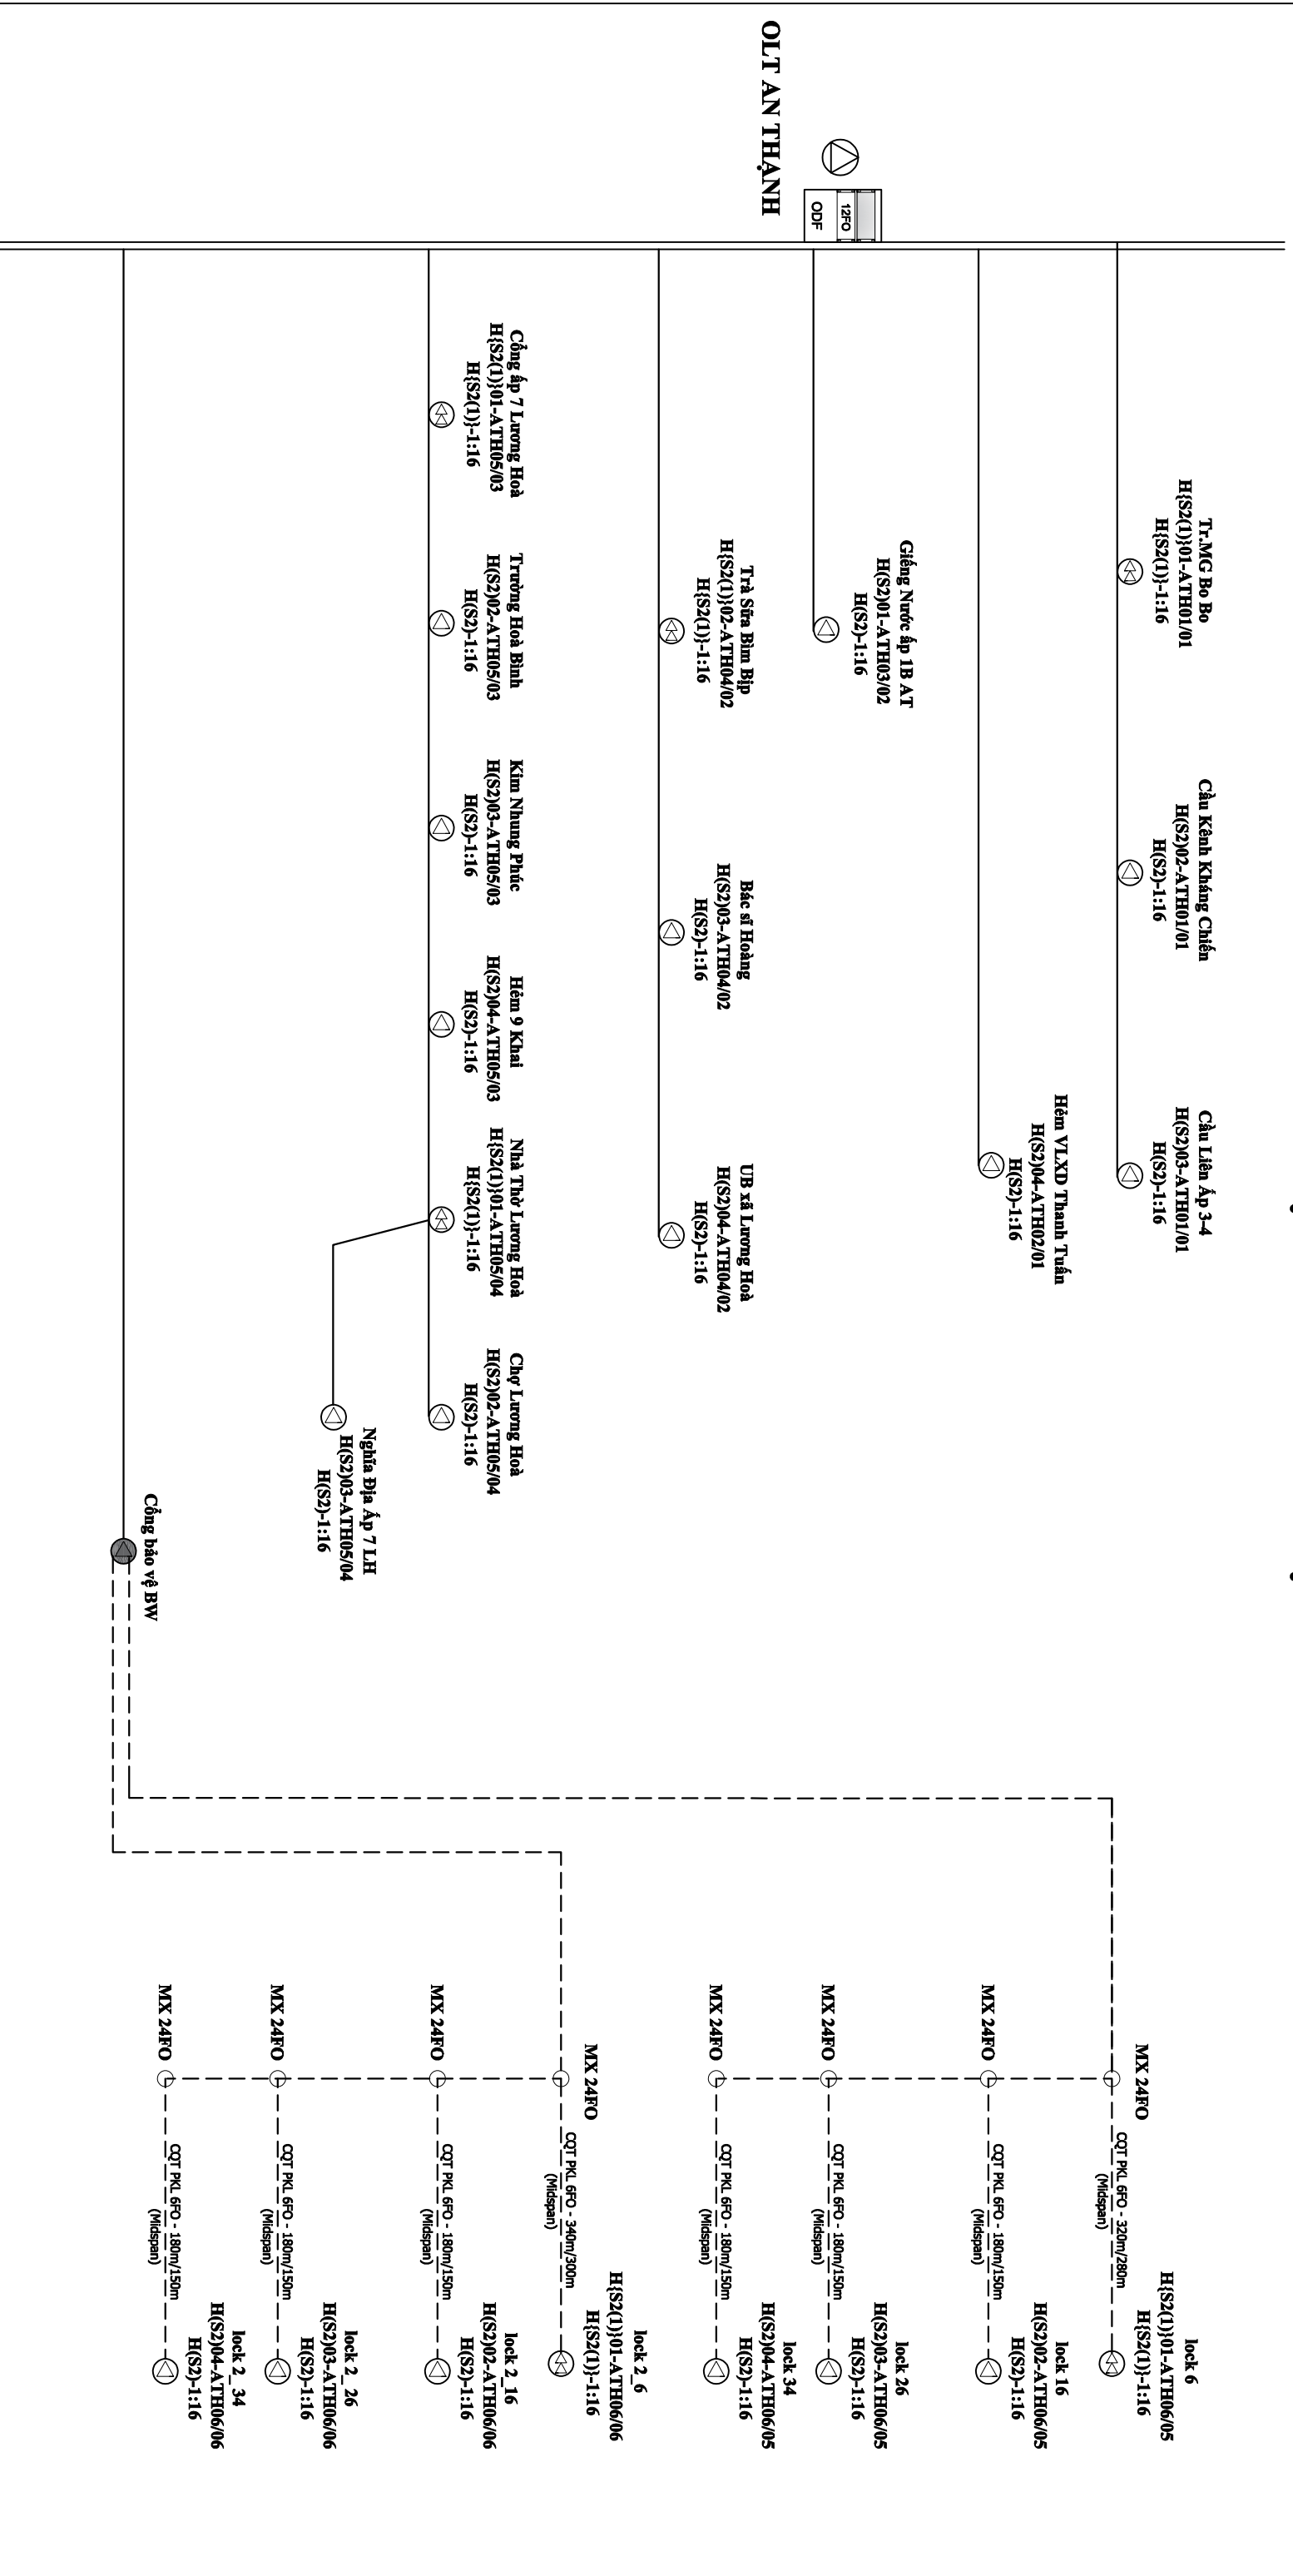 OLT AN THẠNH
12FO
ODF
Tr.MG Bo Bo
H{S2(1)}01-ATH01/01
H{S2(1)}-1:16
Cầu Kênh Kháng Chiến
H(S2)02-ATH01/01
H(S2)-1:16
Cầu Liên Ấp 3-4
H(S2)03-ATH01/01
H(S2)-1:16
Hẻm VLXD Thanh Tuấn
H(S2)04-ATH02/01
H(S2)-1:16
Giếng Nước ấp 1B AT
H(S2)01-ATH03/02
H(S2)-1:16
Trà Sữa Bìm Bịp
H{S2(1)}02-ATH04/02
H{S2(1)}-1:16
Bác sĩ Hoàng
H(S2)03-ATH04/02
H(S2)-1:16
UB xã Lương Hoà
H(S2)04-ATH04/02
H(S2)-1:16
Cổng ấp 7 Lương Hoà
H{S2(1)}01-ATH05/03
H{S2(1)}-1:16
Trường Hoà Bình
H(S2)02-ATH05/03
H(S2)-1:16
Kim Nhung Phúc
H(S2)03-ATH05/03
H(S2)-1:16
Hẻm 9 Khai
H(S2)04-ATH05/03
H(S2)-1:16
Nhà Thờ Lương Hoà
H{S2(1)}01-ATH05/04
H{S2(1)}-1:16
Chợ Lương Hoà
H(S2)02-ATH05/04
H(S2)-1:16
Nghĩa Địa Ấp 7 LH
H(S2)03-ATH05/04
H(S2)-1:16
Cổng bảo vệ BW
MX 24FO
CQT PKL 6FO - 320m/280m
(Midspan)
lock 6
H{S2(1)}01-ATH06/05
H{S2(1)}-1:16
MX 24FO
CQT PKL 6FO - 180m/150m
(Midspan)
lock 16
H(S2)02-ATH06/05
H(S2)-1:16
MX 24FO
CQT PKL 6FO - 180m/150m
(Midspan)
lock 26
H(S2)03-ATH06/05
H(S2)-1:16
MX 24FO
CQT PKL 6FO - 180m/150m
(Midspan)
lock 34
H(S2)04-ATH06/05
H(S2)-1:16
MX 24FO
CQT PKL 6FO - 340m/300m
(Midspan)
lock 2_6
H{S2(1)}01-ATH06/06
H{S2(1)}-1:16
MX 24FO
CQT PKL 6FO - 180m/150m
(Midspan)
lock 2_16
H(S2)02-ATH06/06
H(S2)-1:16
MX 24FO
CQT PKL 6FO - 180m/150m
(Midspan)
lock 2_26
H(S2)03-ATH06/06
H(S2)-1:16
MX 24FO
CQT PKL 6FO - 180m/150m
(Midspan)
lock 2_34
H(S2)04-ATH06/06
H(S2)-1:16